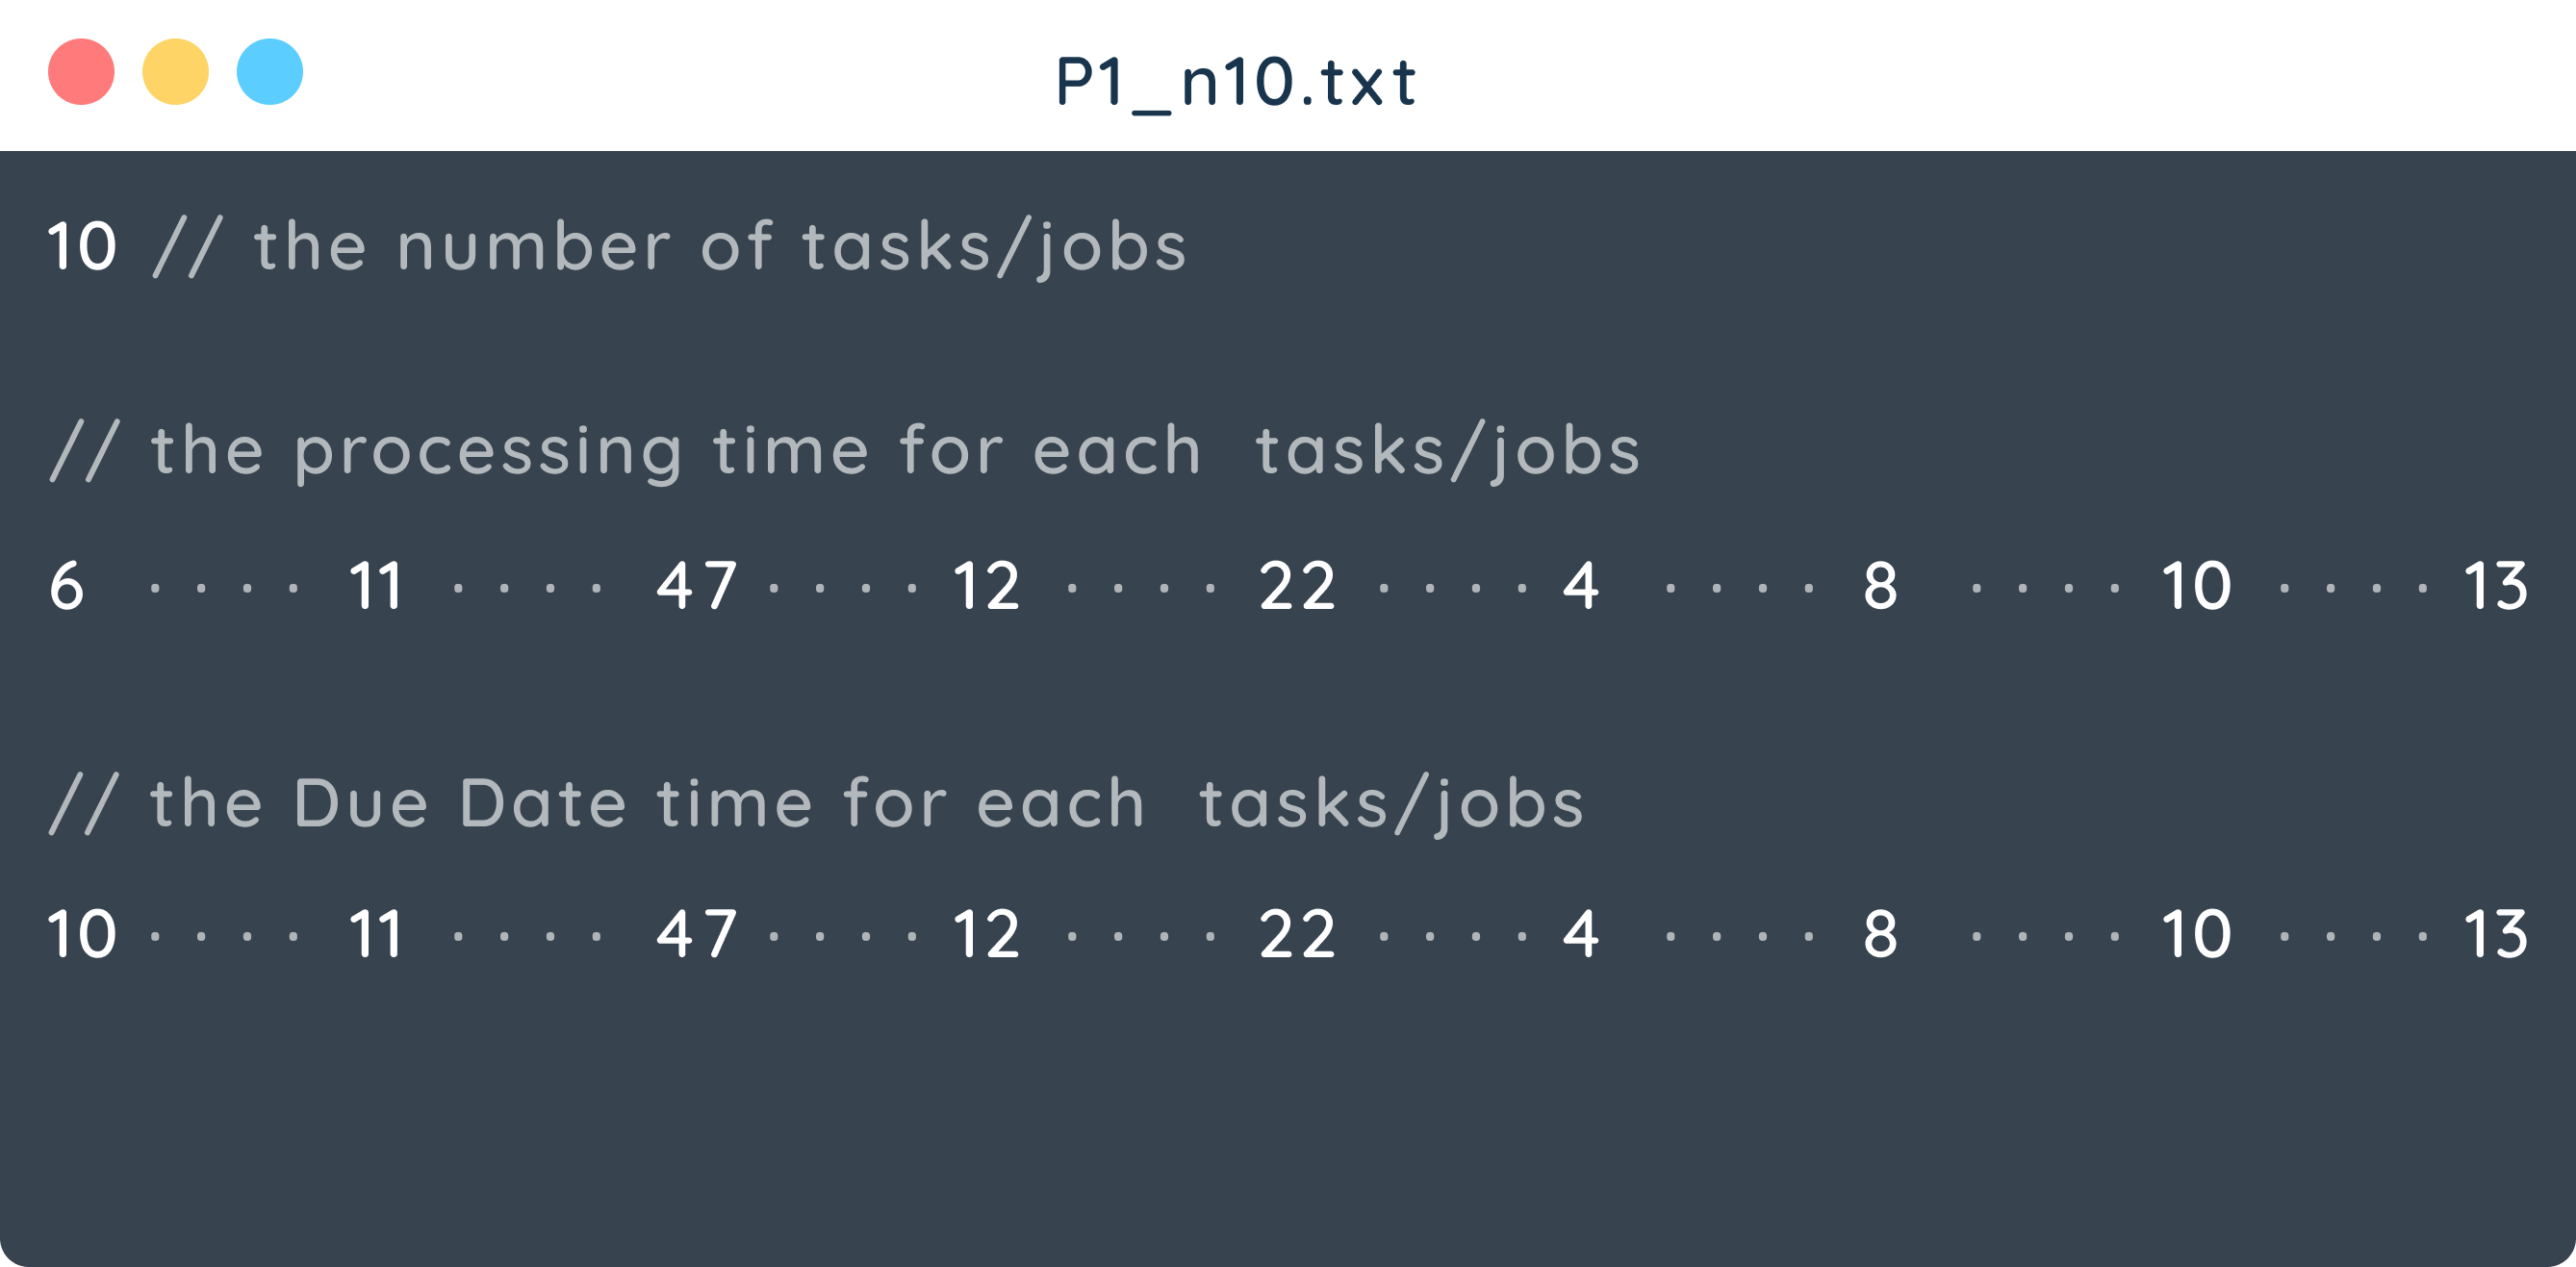 P1_n10.txt
10 // the number of tasks/jobs
// the processing time for each  tasks/jobs
6 .... 11 .... 47 .... 12 .... 22 .... 4 .... 8 .... 10 .... 13
// the Due Date time for each  tasks/jobs
10 .... 11 .... 47 .... 12 .... 22 .... 4 .... 8 .... 10 .... 13